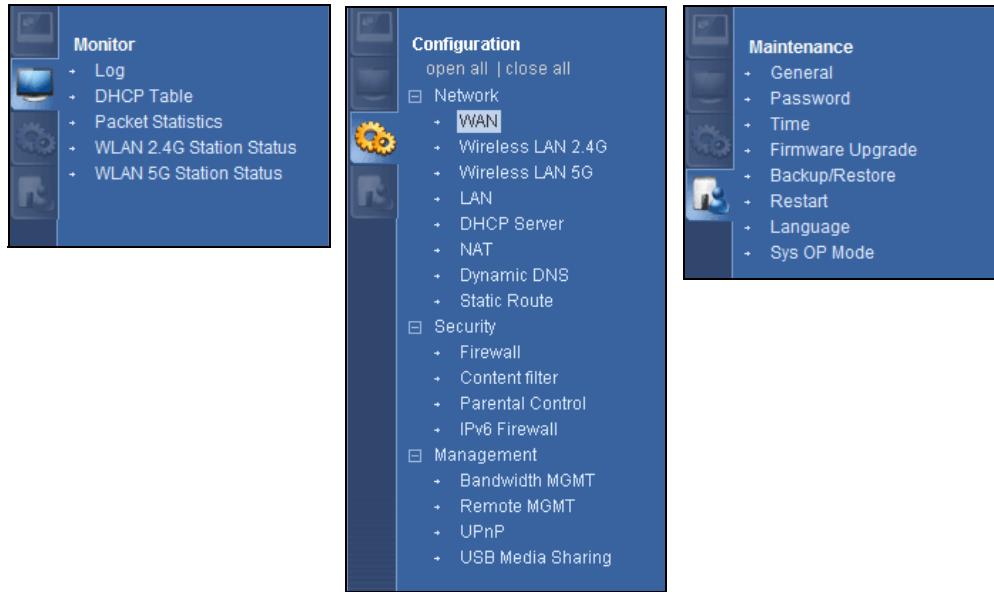 Monitor
Log
DHCP Table
Packet Statistics
WLAN 2.4G Station Status
WLAN 5G Station Status
Configuration
open all | close all
Network
WAN
Wireless LAN 2.4G
Wireless LAN 5G
LAN
DHCP Server
NAT
Dynamic DNS
Static Route
Security
Firewall
Content filter
Parental Control
IPv6 Firewall
Management
Bandwidth MGMT
Remote MGMT
UPnP
USB Media Sharing
Maintenance
General
Password
Time
Firmware Upgrade
Backup/Restore
Restart
Language
Sys OP Mode